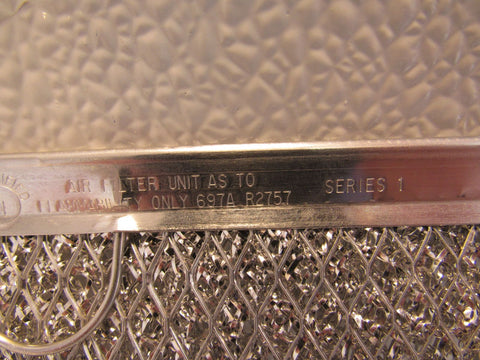 AIR FILTER UNIT AS TO SERIES 1
FLAMMABILITY ONLY 697A R2757